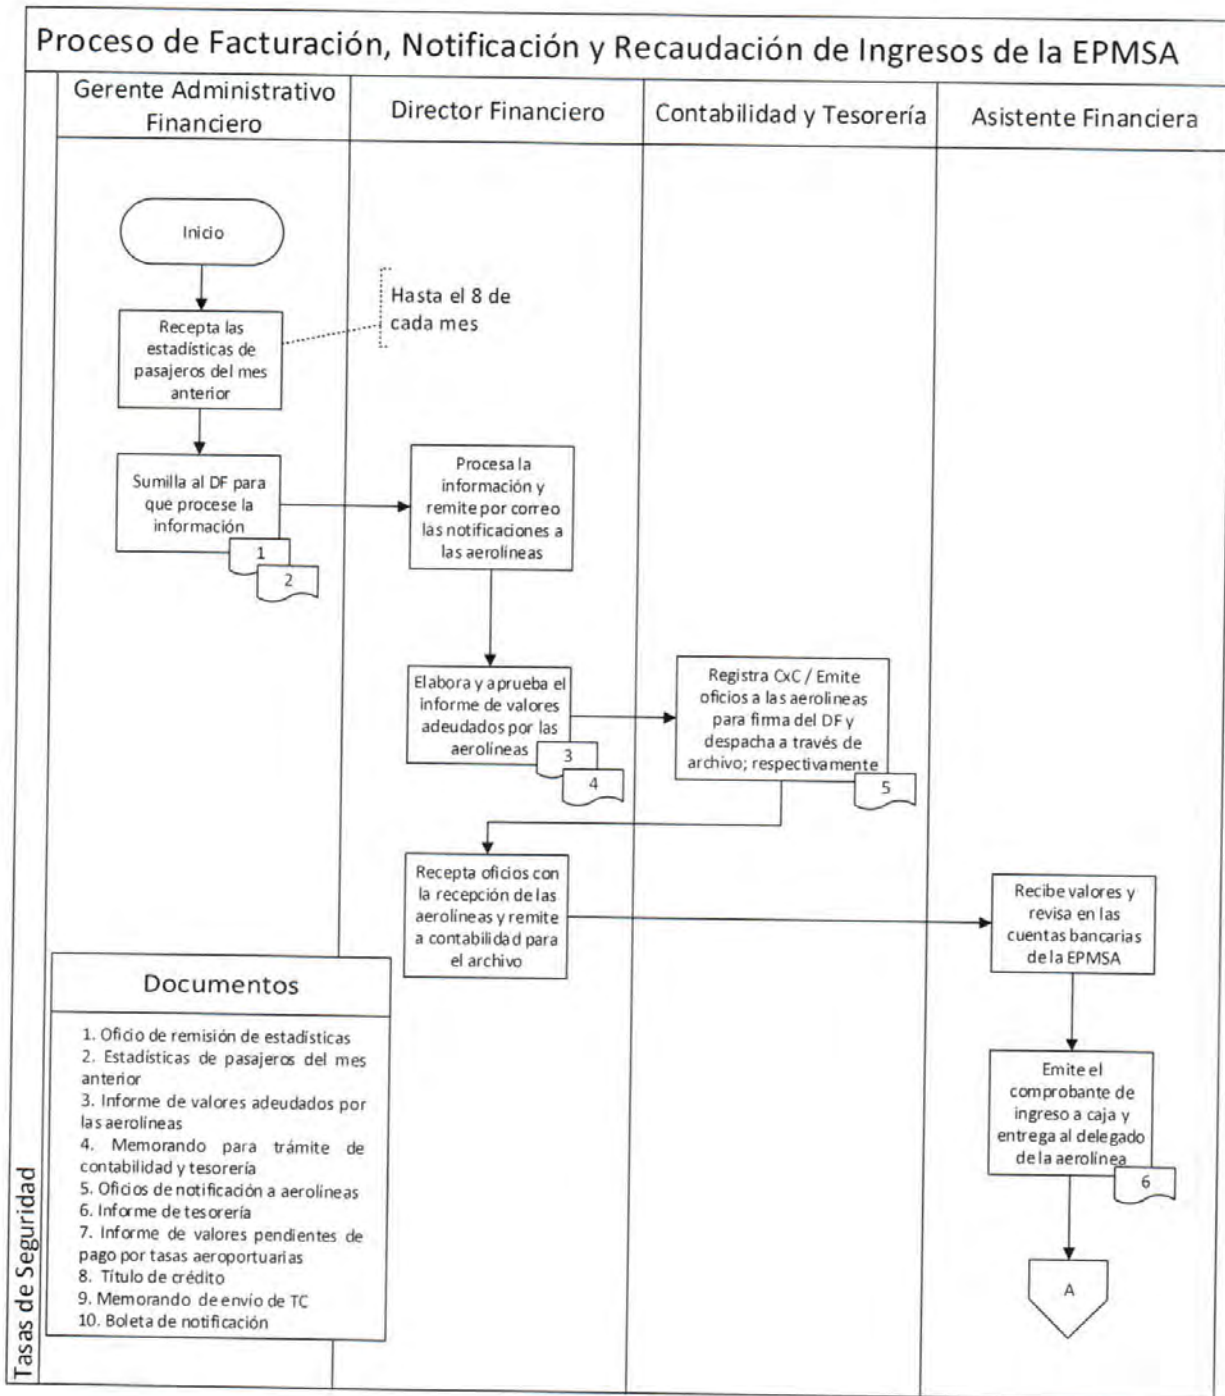 Proceso de Facturación, Notificación y Recaudación de Ingresos de la EPMSA
Gerente Administrativo
Financiero
Director Financiero
Contabilidad y Tesorería
Asistente Financiera
Inicio
Recepta las
estadísticas de
pasajeros del mes
anterior
Hasta el 8 de
cada mes
Sumilla al DF para
que procese la
información
1
2
Procesa la
información y
remite por correo
las notificaciones a
las aerolíneas
Elabora y aprueba el
informe de valores
adeudados por las
aerolíneas
3
4
Registra CxC / Emite
oficios a las aerolineas
para firma del DF y
despacha a través de
archivo; respectivamente
5
Recepta oficios con
la recepción de las
aerolíneas y remite
a contabilidad para
el archivo
Recibe valores y
revisa en las
cuentas bancarias
de la EPMSA
Emite el
comprobante de
ingreso a caja y
entrega al delegado
de la aerolínea
6
A
Documentos
1. Oficio de remisión de estadísticas
2. Estadísticas de pasajeros del mes
anterior
3. Informe de valores adeudados por
las aerolíneas
4. Memorando para trámite de
contabilidad y tesorería
5. Oficios de notificación a aerolíneas
6. Informe de tesorería
7. Informe de valores pendientes de
pago por tasas aeroportuarias
8. Título de crédito
9. Memorando de envío de TC
10. Boleta de notificación
Tasas de Seguridad